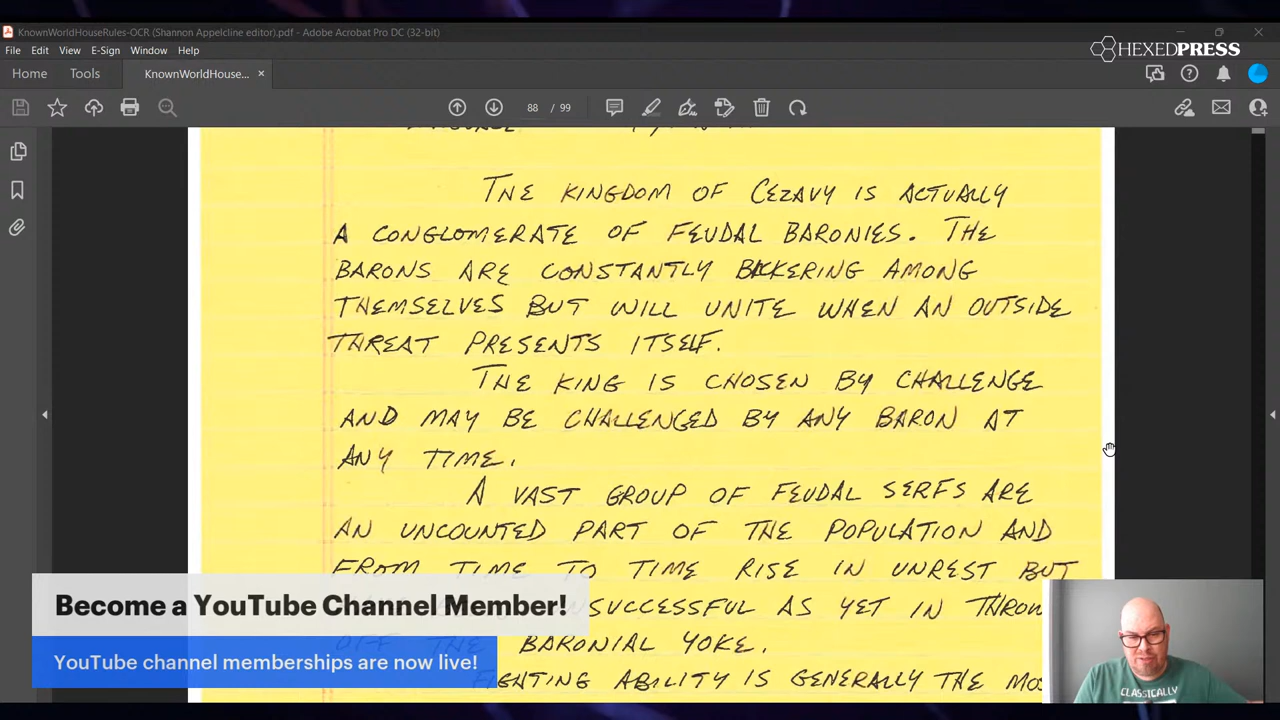 KnownWorldHouseRules-OCR (Shannon Appelcline editor).pdf - Adobe Acrobat Pro DC (32-bit)
File Edit View E-Sign Window Help
HEXEDPRESS
Home Tools KnownWorldHouse... ×
88 / 99
THE KINGDOM OF CEZAVY IS ACTUALLY
A CONGLOMERATE OF FEUDAL BARONIES. THE
BARONS ARE CONSTANTLY BICKERING AMONG
THEMSELVES BUT WILL UNITE WHEN AN OUTSIDE
THREAT PRESENTS ITSELF.
THE KING IS CHOSEN BY CHALLENGE
AND MAY BE CHALLENGED BY ANY BARON AT
ANY TIME.
A VAST GROUP OF FEUDAL SERFS ARE
AN UNCOUNTED PART OF THE POPULATION AND
FROM TIME TO TIME RISE IN UNREST BUT
SUCCESSFUL AS YET IN THROW
OFF THE BARONIAL YOKE.
FIGHTING ABILITY IS GENERALLY THE MOS
Become a YouTube Channel Member!
YouTube channel memberships are now live!
CLASSICALLY